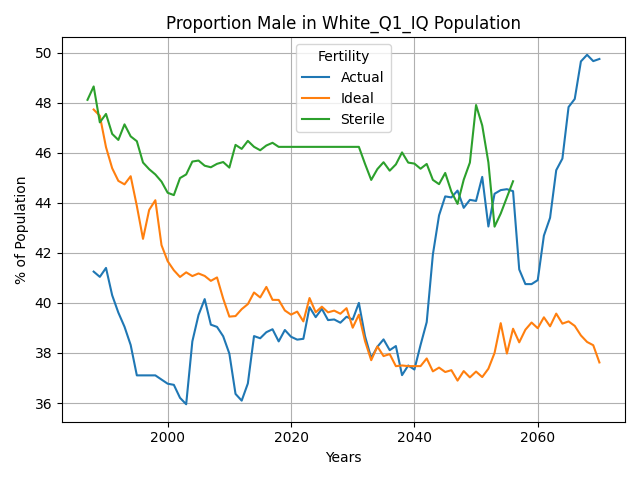 Proportion Male in White_Q1_IQ Population
% of Population
50
48
46
44
42
40
38
36
Fertility
Actual
Ideal
Sterile
2000
2020
2040
2060
Years